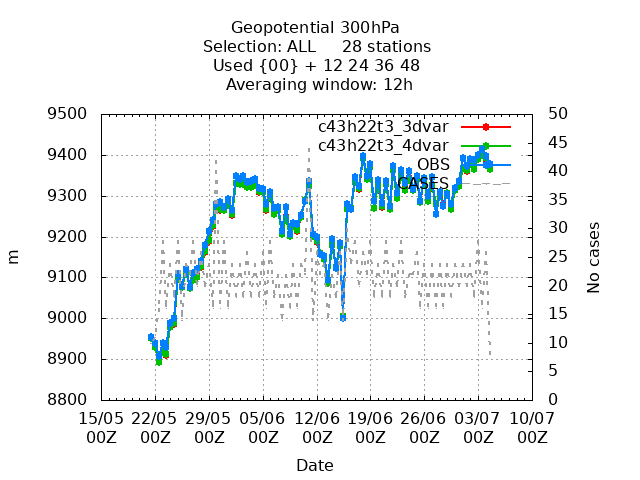 Geopotential 300hPa
Selection: ALL     28 stations
Used {00} + 12 24 36 48
Averaging window: 12h
c43h22t3_3dvar
c43h22t3_4dvar
OBS
CASES
9500
9400
9300
9200
9100
9000
8900
8800
m
50
45
40
35
30
25
20
15
10
5
0
No cases
15/05 22/05 29/05 05/06 12/06 19/06 26/06 03/07 10/07
00Z 00Z 00Z 00Z 00Z 00Z 00Z 00Z 00Z
Date